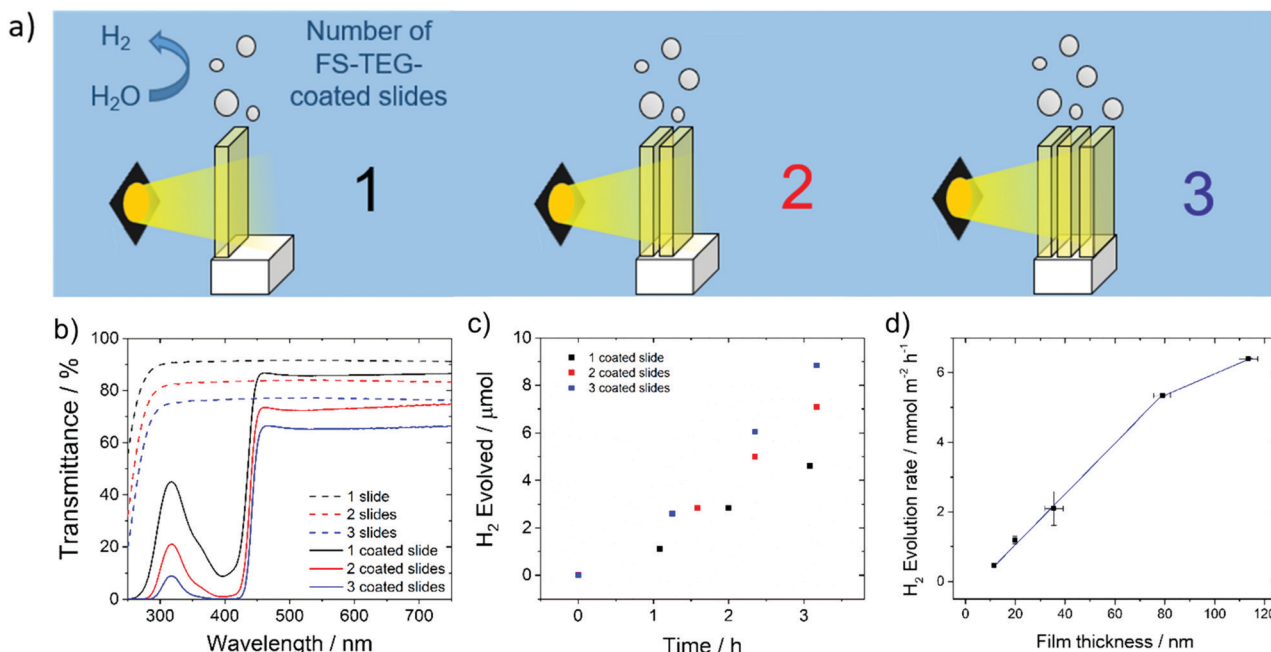 a)
H₂
H₂O
Number of
FS-TEG-
coated slides
1
2
3
b)
100
80
60
40
20
0
Transmittance / %
1 slide
2 slides
3 slides
1 coated slide
2 coated slides
3 coated slides
300 400 500 600 700
Wavelength / nm
c)
10
8
6
4
2
0
H₂ Evolved / μmol
1 coated slide
2 coated slides
3 coated slides
0 1 2 3
Time / h
d)
6
4
2
0
H₂ Evolution rate / mmol m⁻² h⁻¹
0 20 40 60 80 100 120
Film thickness / nm